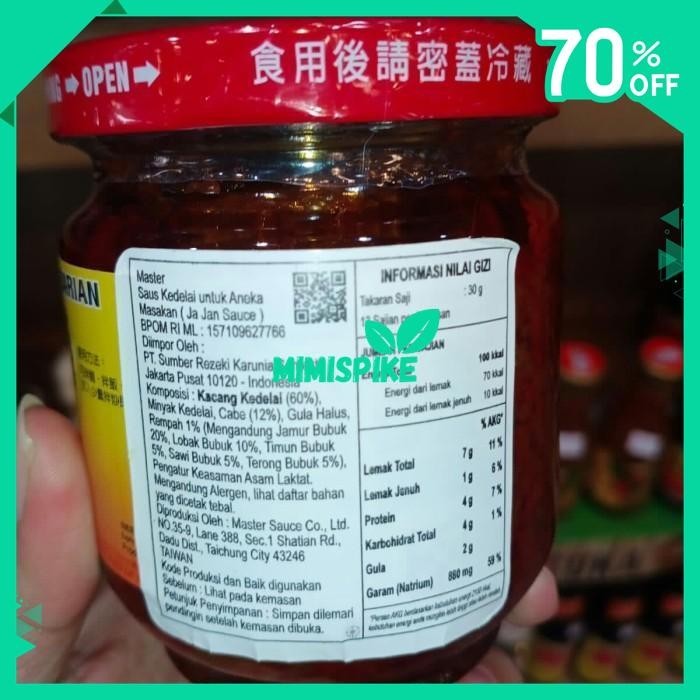 70% OFF
OPEN
食用後請密蓋冷藏
RIAN
Master
Saus Kedelai untuk Aneka
Masakan ( Ja Jan Sauce )
BPOM RI ML : 157109627766
Diimpor Oleh :
PT. Sumber Rezeki Karunia
Jakarta Pusat 10120 - Indonesia
Komposisi : Kacang Kedelai (60%),
Minyak Kedelai, Cabe (12%), Gula Halus,
Rempah 1% (Mengandung Jamur Bubuk
20%, Lobak Bubuk 10%, Timun Bubuk
5%, Sawi Bubuk 5%, Terong Bubuk 5%),
Pengatur Keasaman Asam Laktat.
Mengandung Alergen, lihat daftar bahan
yang dicetak tebal.
Diproduksi Oleh : Master Sauce Co., Ltd.
NO.35-9, Lane 388, Sec.1 Shatian Rd.,
Dadu Dist., Taichung City 43246
TAIWAN
Kode Produksi dan Baik digunakan
Sebelum : Lihat pada kemasan
Petunjuk Penyimpanan : Simpan dilemari
pendingin setelah kemasan dibuka.
INFORMASI NILAI GIZI
Takaran Saji : 30 g
MIMISPIKE
100 kkal
Energi dari lemak 70 kkal
Energi dari lemak jenuh 10 kkal
% AKG*
Lemak Total 7 g 11 %
Lemak Jenuh 1 g 6 %
Protein 4 g 7 %
Karbohidrat Total 4 g 1 %
Gula 2 g
Garam (Natrium) 880 mg 59 %